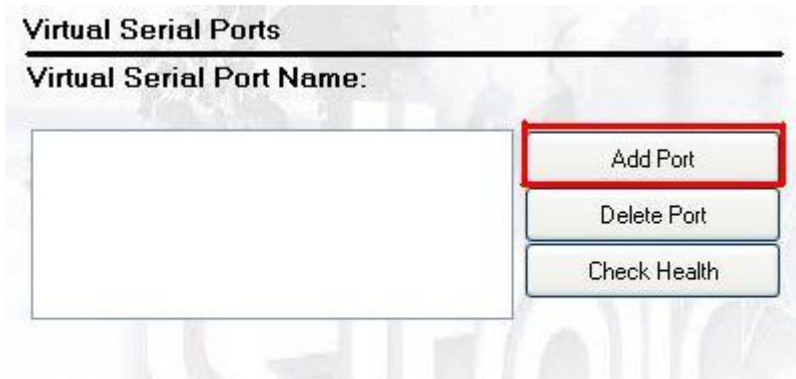 Virtual Serial Ports
Virtual Serial Port Name:
Add Port
Delete Port
Check Health